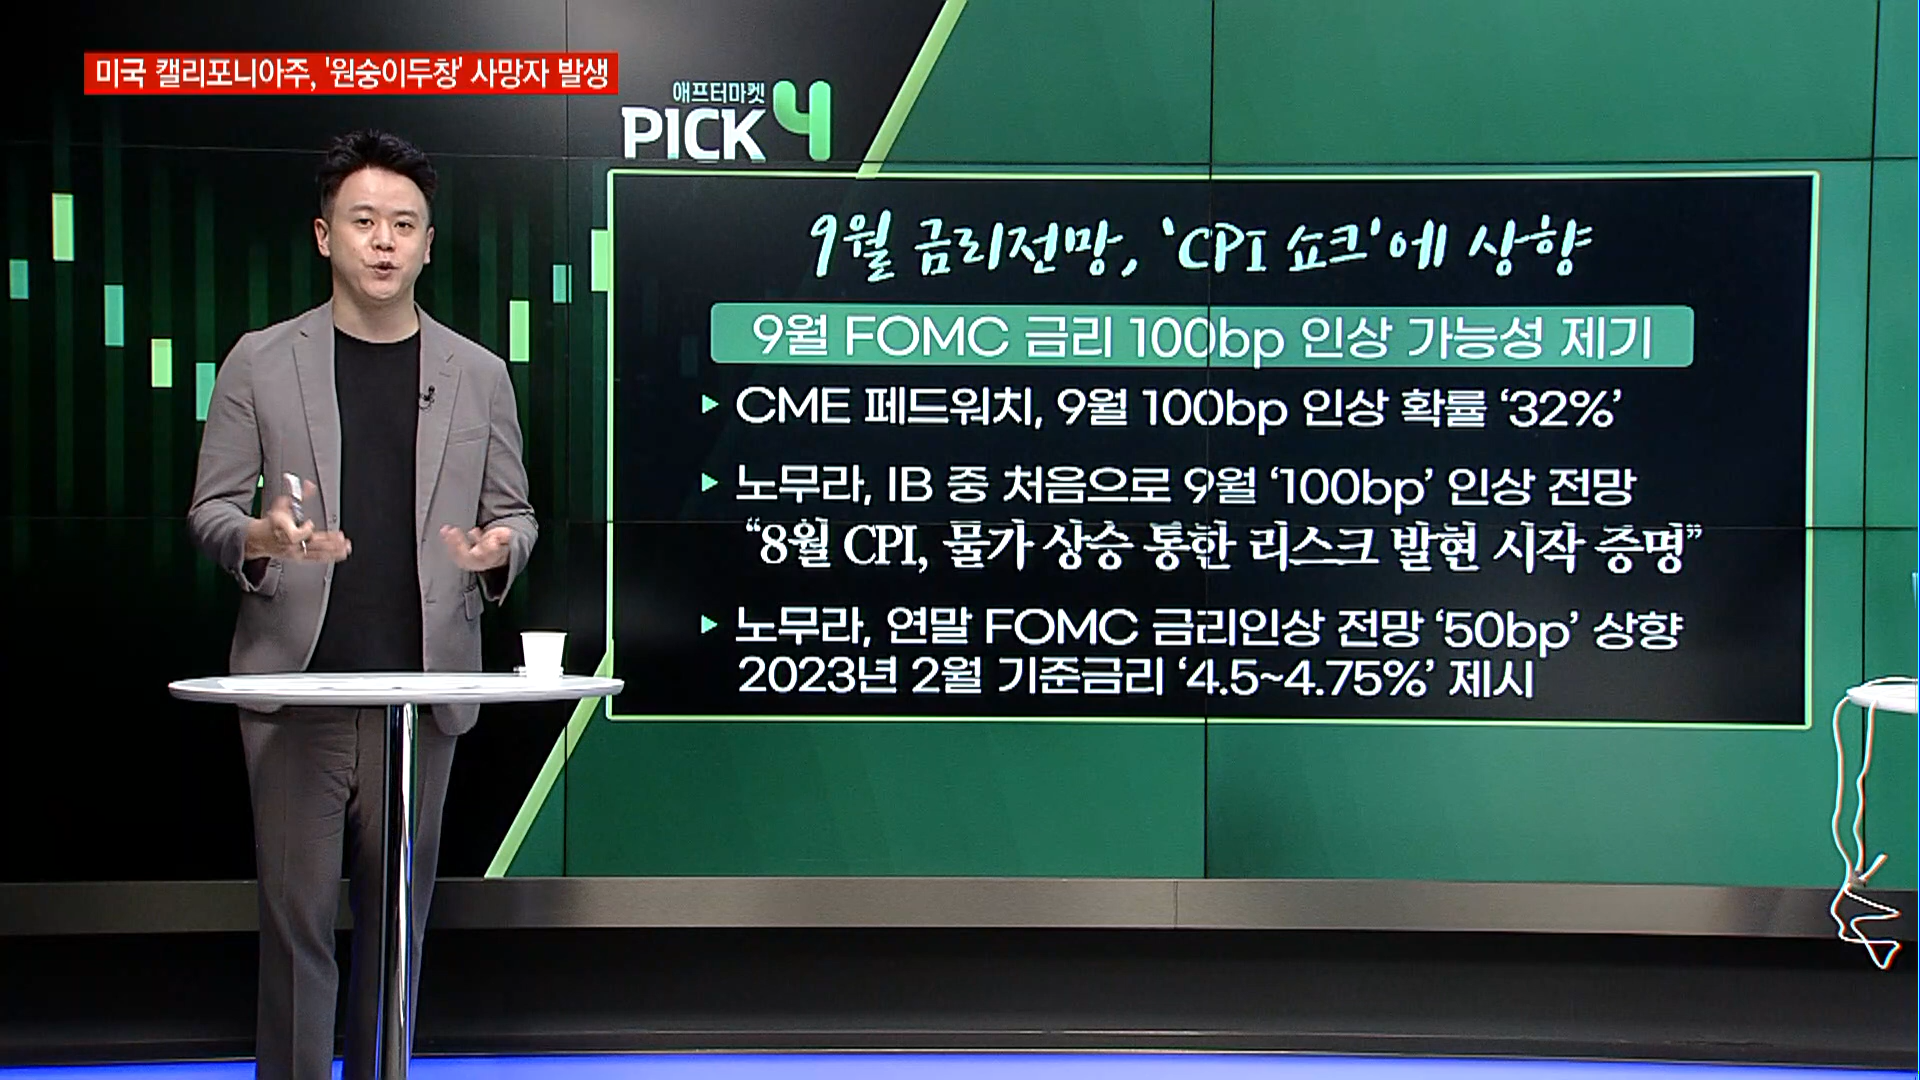 미국 캘리포니아주, '원숭이두창' 사망자 발생
애프터마켓
PICK 4
9월 금리전망, 'CPI 쇼크'에 상향
9월 FOMC 금리 100bp 인상 가능성 제기
▸ CME 페드워치, 9월 100bp 인상 확률 ‘32%’
▸ 노무라, IB 중 처음으로 9월 ‘100bp’ 인상 전망
“8월 CPI, 물가 상승 통한 리스크 발현 시작 증명”
▸ 노무라, 연말 FOMC 금리인상 전망 ‘50bp’ 상향
2023년 2월 기준금리 ‘4.5~4.75%’ 제시